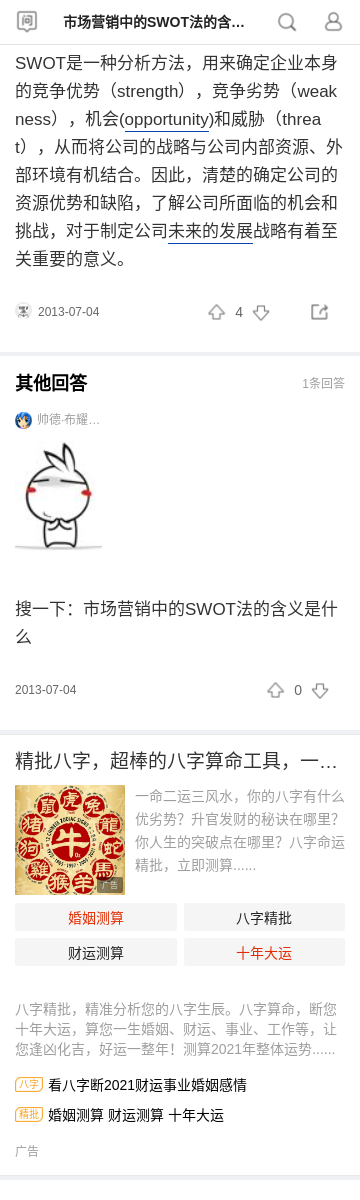 问
市场营销中的SWOT法的含…
SWOT是一种分析方法，用来确定企业本身
的竞争优势（strength），竞争劣势（weak
ness），机会(opportunity)和威胁（threa
t），从而将公司的战略与公司内部资源、外
部环境有机结合。因此，清楚的确定公司的
资源优势和缺陷，了解公司所面临的机会和
挑战，对于制定公司未来的发展战略有着至
关重要的意义。
2013-07-04
4
其他回答
1条回答
帅德·布耀…
搜一下：市场营销中的SWOT法的含义是什
么
2013-07-04
0
精批八字，超棒的八字算命工具，一…
一命二运三风水，你的八字有什么
优劣势？升官发财的秘诀在哪里?
你人生的突破点在哪里？八字命运
精批，立即测算......
鼠 虎 兔 龍 蛇 馬 羊 猴 雞 狗 豬
牛
广告
婚姻测算
八字精批
财运测算
十年大运
八字精批，精准分析您的八字生辰。八字算命，断您
十年大运，算您一生婚姻、财运、事业、工作等，让
您逢凶化吉，好运一整年！测算2021年整体运势......
八字 看八字断2021财运事业婚姻感情
精批 婚姻测算 财运测算 十年大运
广告